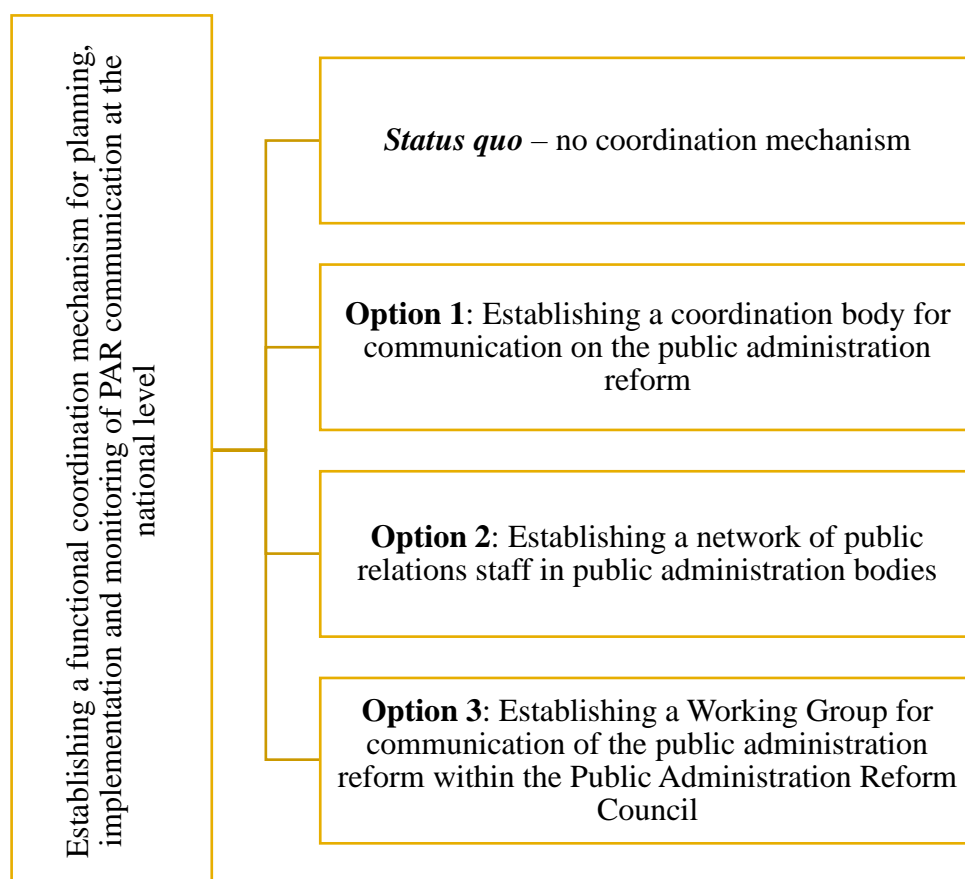 Establishing a functional coordination mechanism for planning,
implementation and monitoring of PAR communication at the
national level
Status quo – no coordination mechanism
Option 1: Establishing a coordination body for
communication on the public administration
reform
Option 2: Establishing a network of public
relations staff in public administration bodies
Option 3: Establishing a Working Group for
communication of the public administration
reform within the Public Administration Reform
Council